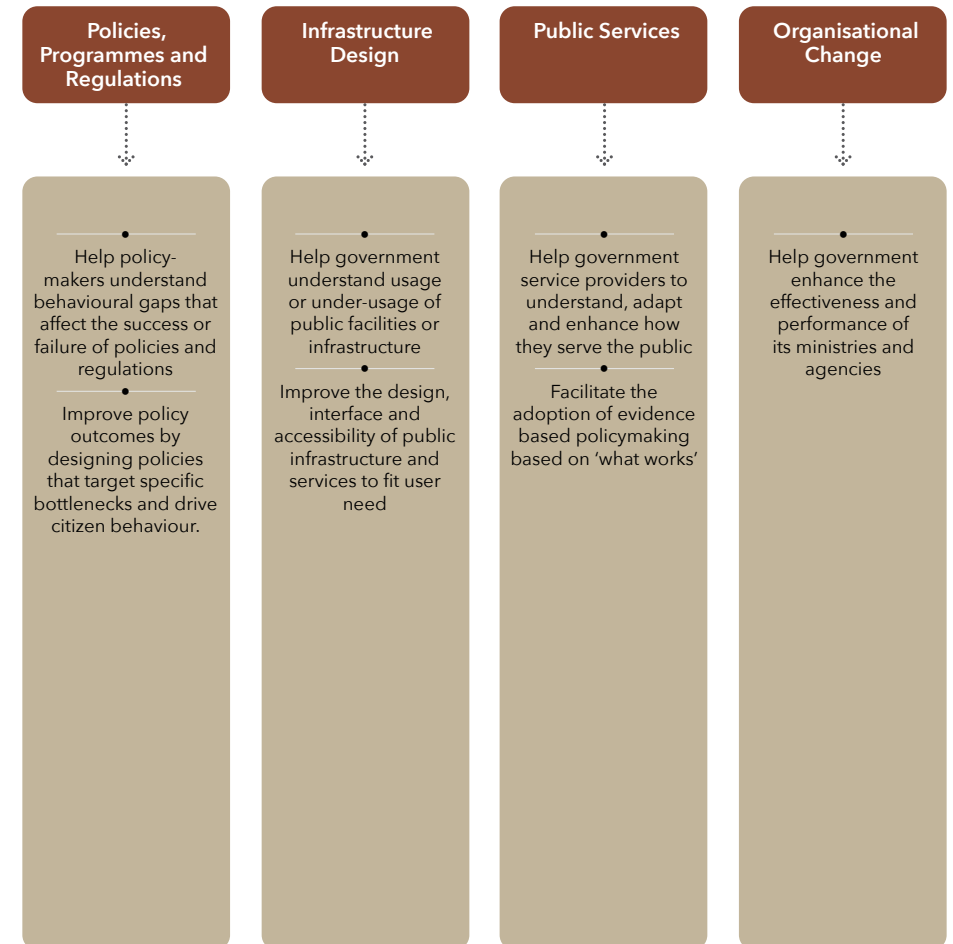 Policies,
Programmes and
Regulations
Help policy-
makers understand
behavioural gaps that
affect the success or
failure of policies and
regulations
Improve policy
outcomes by
designing policies
that target specific
bottlenecks and drive
citizen behaviour.
Infrastructure
Design
Help government
understand usage
or under-usage of
public facilities or
infrastructure
Improve the design,
interface and
accessibility of public
infrastructure and
services to fit user
need
Public Services
Help government
service providers to
understand, adapt
and enhance how
they serve the public
Facilitate the
adoption of evidence
based policymaking
based on ‘what works’
Organisational
Change
Help government
enhance the
effectiveness and
performance of
its ministries and
agencies